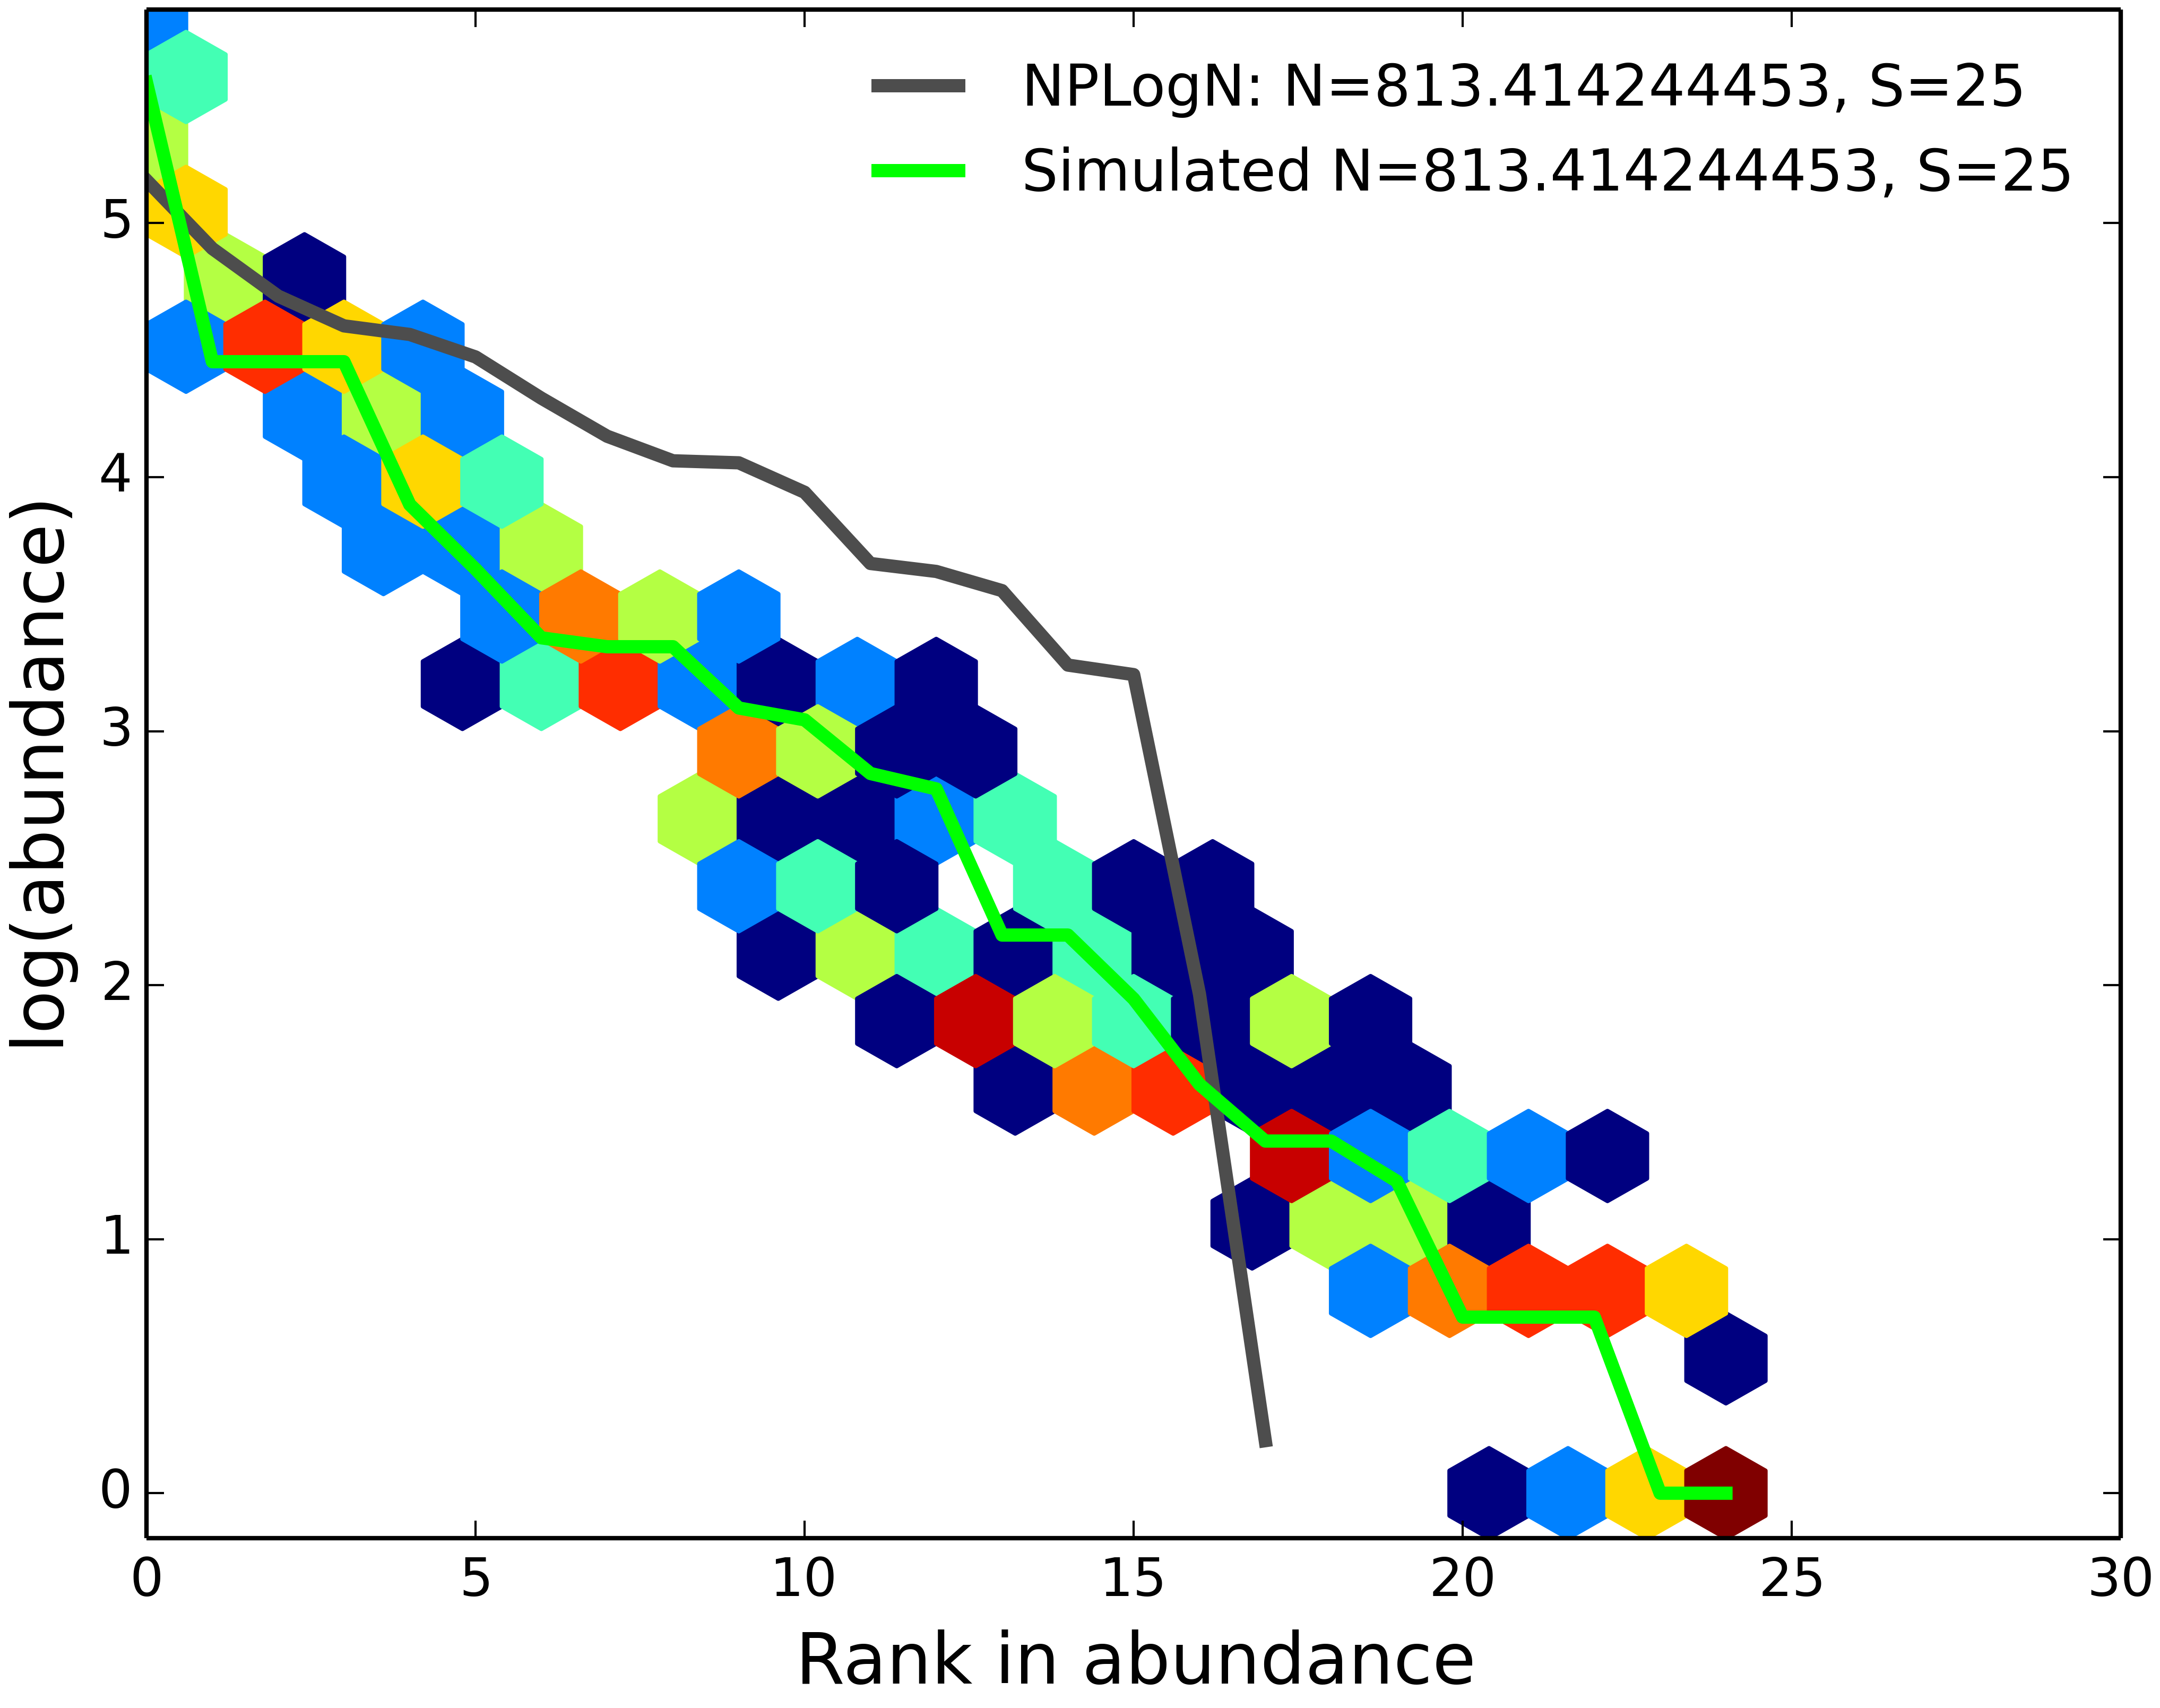 NPLogN: N=813.414244453, S=25
Simulated N=813.414244453, S=25
log(abundance)
5
4
3
2
1
0
0 5 10 15 20 25 30
Rank in abundance